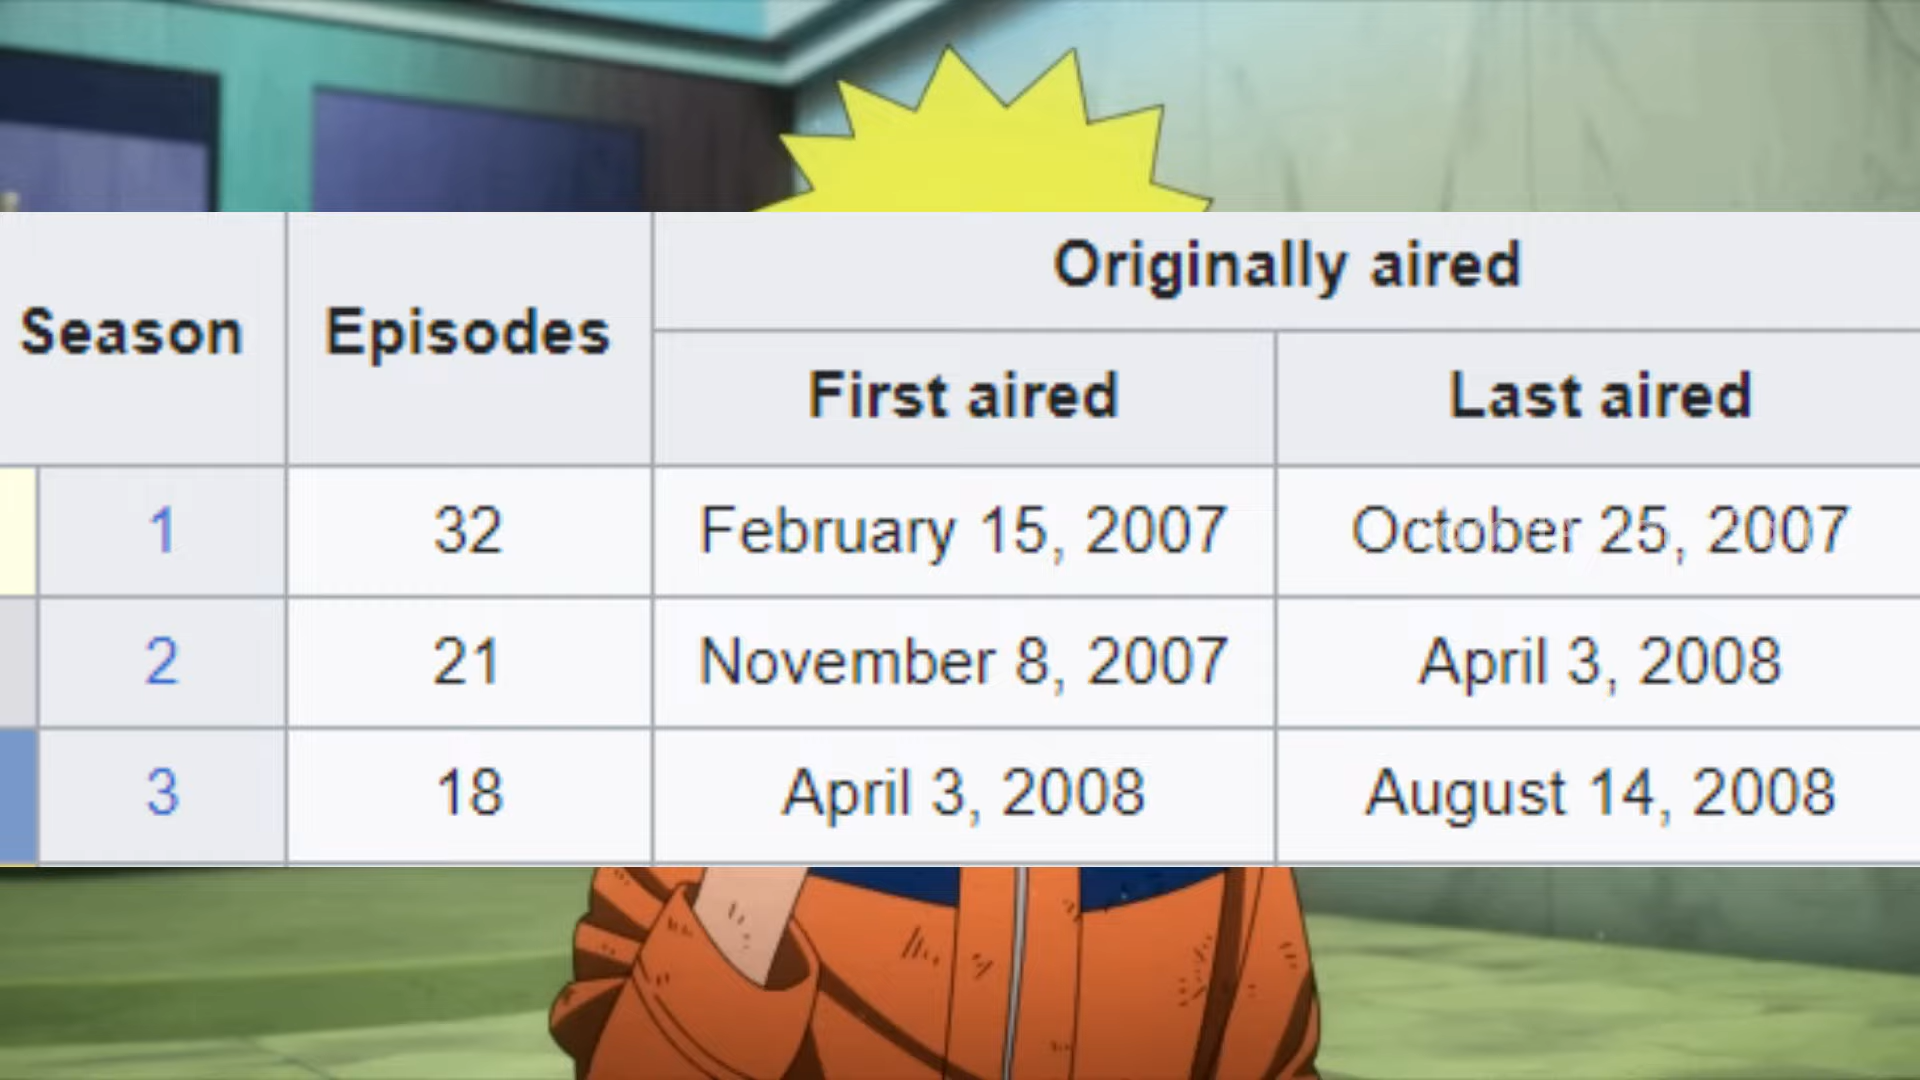 Season Episodes Originally aired
First aired Last aired
1 32 February 15, 2007 October 25, 2007
2 21 November 8, 2007 April 3, 2008
3 18 April 3, 2008 August 14, 2008